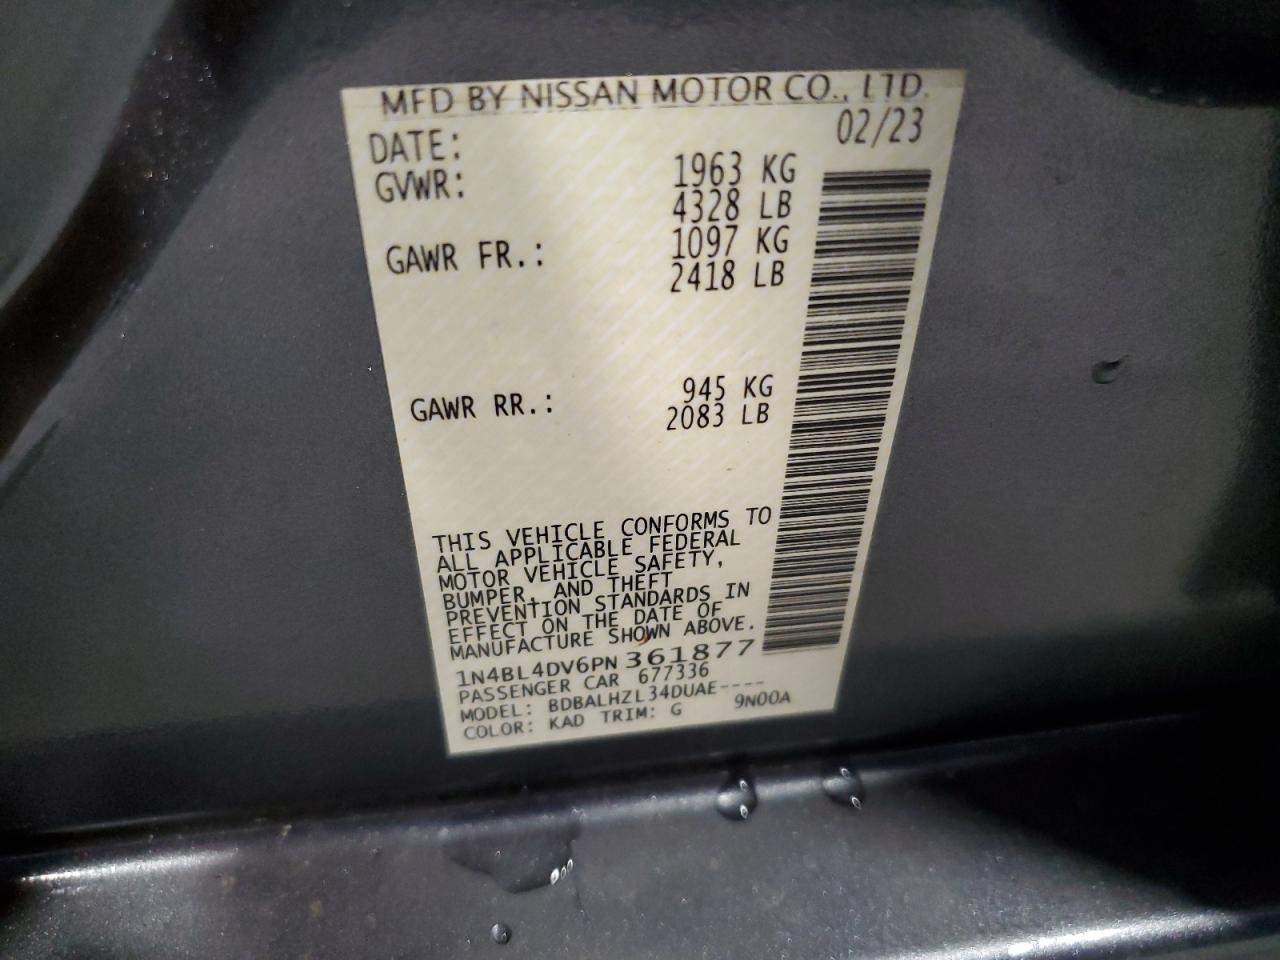 MFD BY NISSAN MOTOR CO., LTD.
DATE: 02/23
GVWR: 1963 KG
4328 LB
GAWR FR.: 1097 KG
2418 LB
GAWR RR.: 945 KG
2083 LB
THIS VEHICLE CONFORMS TO
ALL APPLICABLE FEDERAL
MOTOR VEHICLE SAFETY,
BUMPER, AND THEFT
PREVENTION STANDARDS IN
EFFECT ON THE DATE OF
MANUFACTURE SHOWN ABOVE.
1N4BL4DV6PN361877
PASSENGER CAR 677336
MODEL: BDBALHZL34DUAE----
COLOR: KAD TRIM: G 9N00A